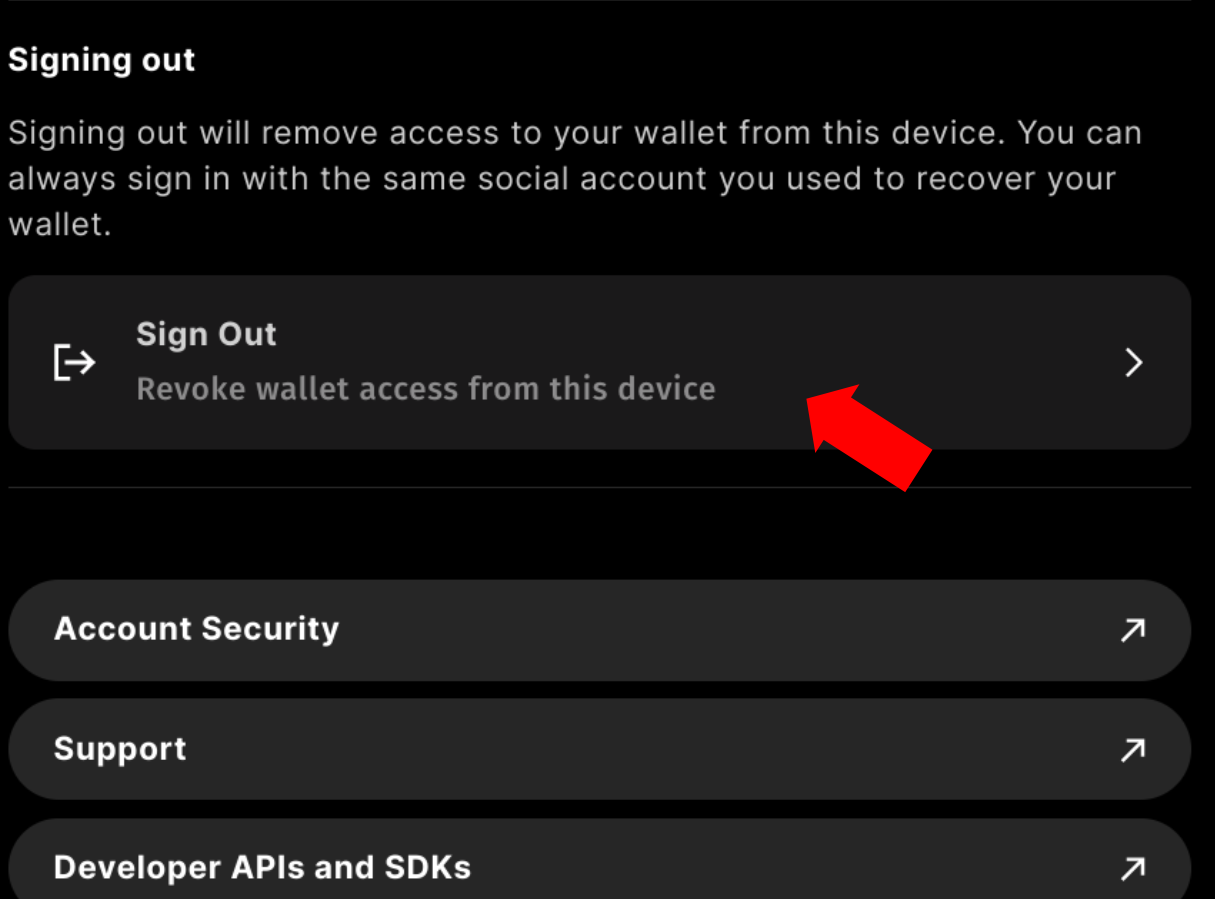 Signing out
Signing out will remove access to your wallet from this device. You can
always sign in with the same social account you used to recover your
wallet.
Sign Out
Revoke wallet access from this device
Account Security
Support
Developer APIs and SDKs